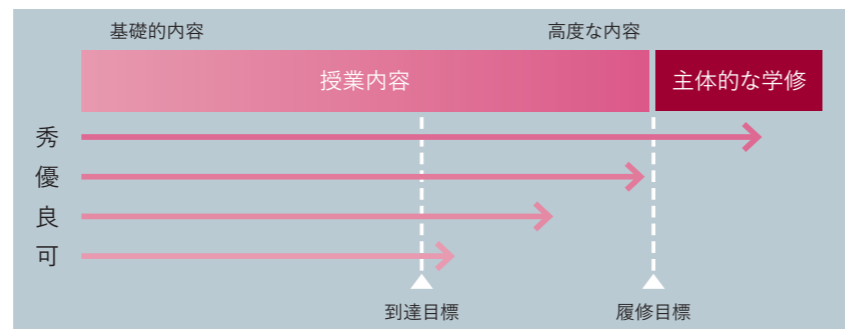 基礎的内容
高度な内容
授業内容
主体的な学修
秀
優
良
可
到達目標
履修目標